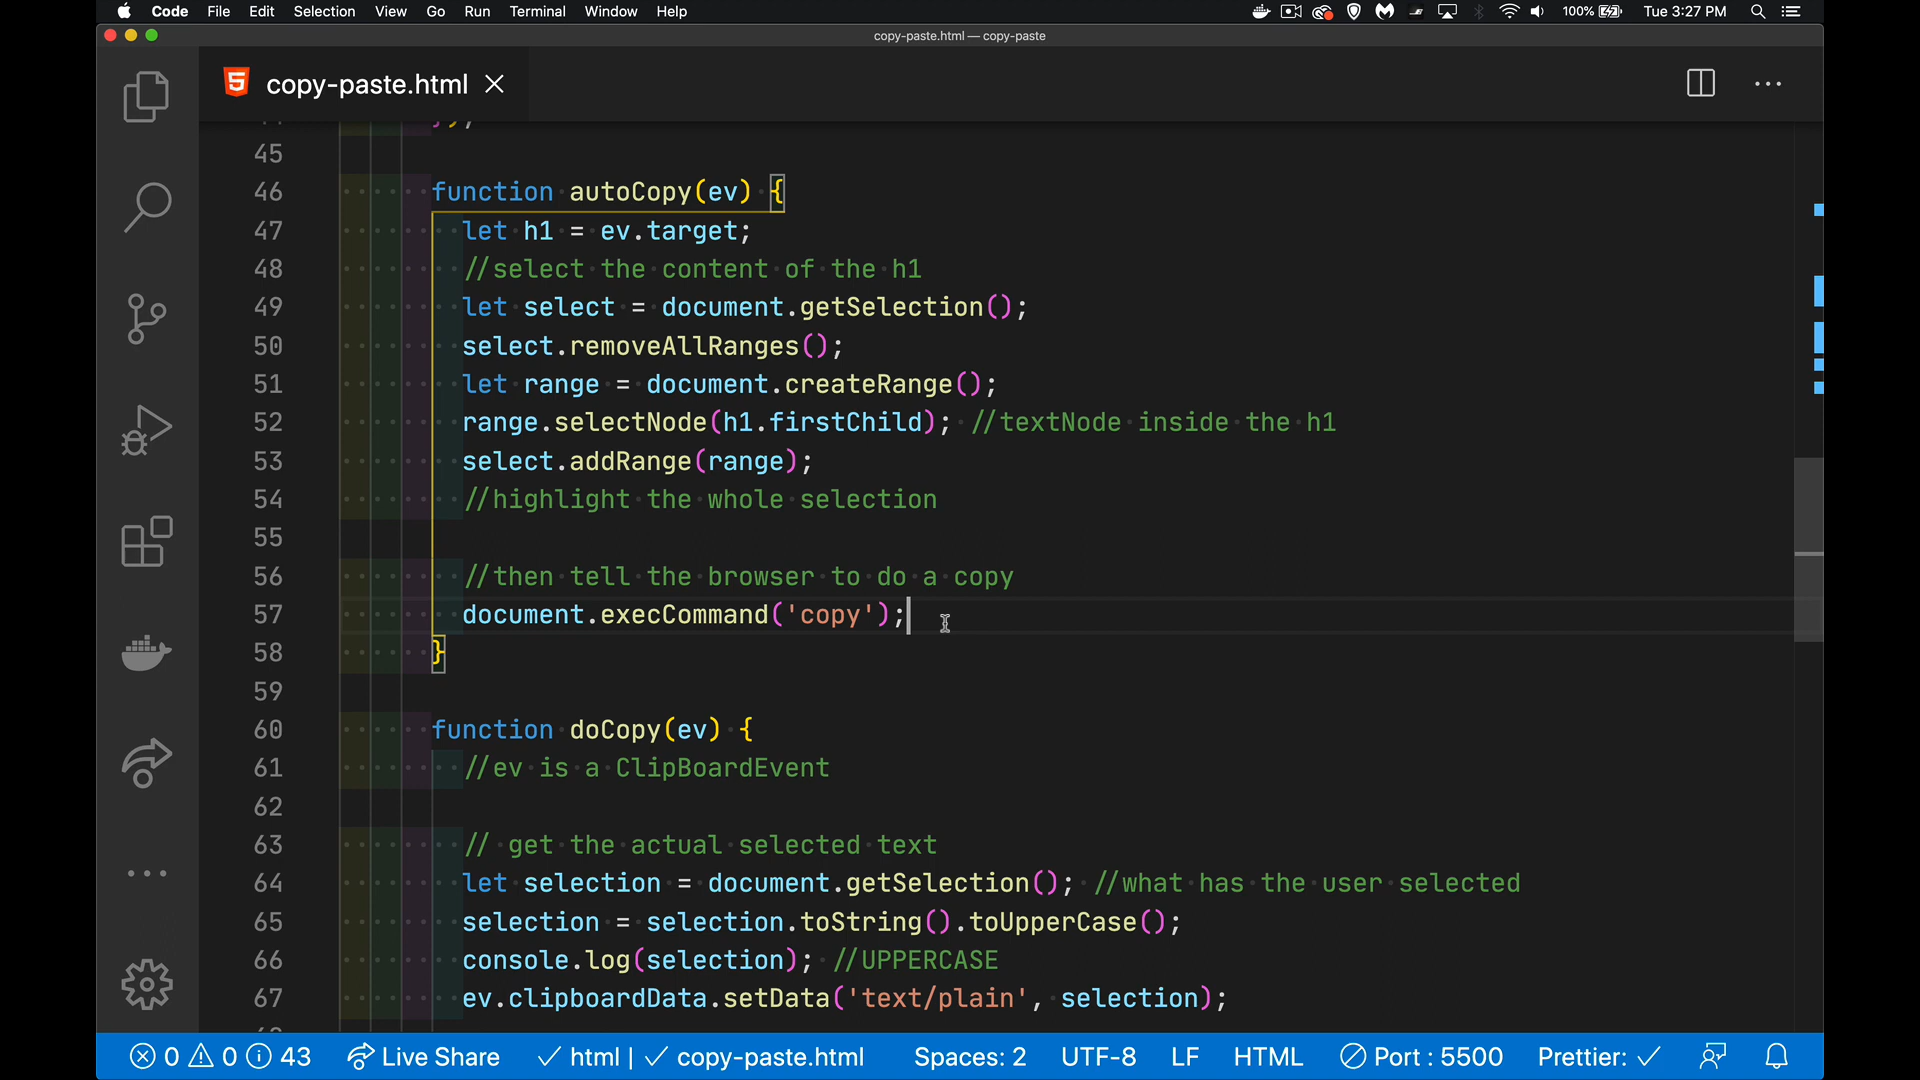 Code File Edit Selection View Go Run Terminal Window Help 100% Tue 3:27 PM
copy-paste.html — copy-paste
copy-paste.html
45
46 function autoCopy(ev) {
47 let h1 = ev.target;
48 //select the content of the h1
49 let select = document.getSelection();
50 select.removeAllRanges();
51 let range = document.createRange();
52 range.selectNode(h1.firstChild); //textNode inside the h1
53 select.addRange(range);
54 //highlight the whole selection
55
56 //then tell the browser to do a copy
57 document.execCommand('copy');
58 }
59
60 function doCopy(ev) {
61 //ev is a ClipBoardEvent
62
63 // get the actual selected text
64 let selection = document.getSelection(); //what has the user selected
65 selection = selection.toString().toUpperCase();
66 console.log(selection); //UPPERCASE
67 ev.clipboardData.setData('text/plain', selection);
0 0 43 Live Share html | copy-paste.html Spaces: 2 UTF-8 LF HTML Port : 5500 Prettier: